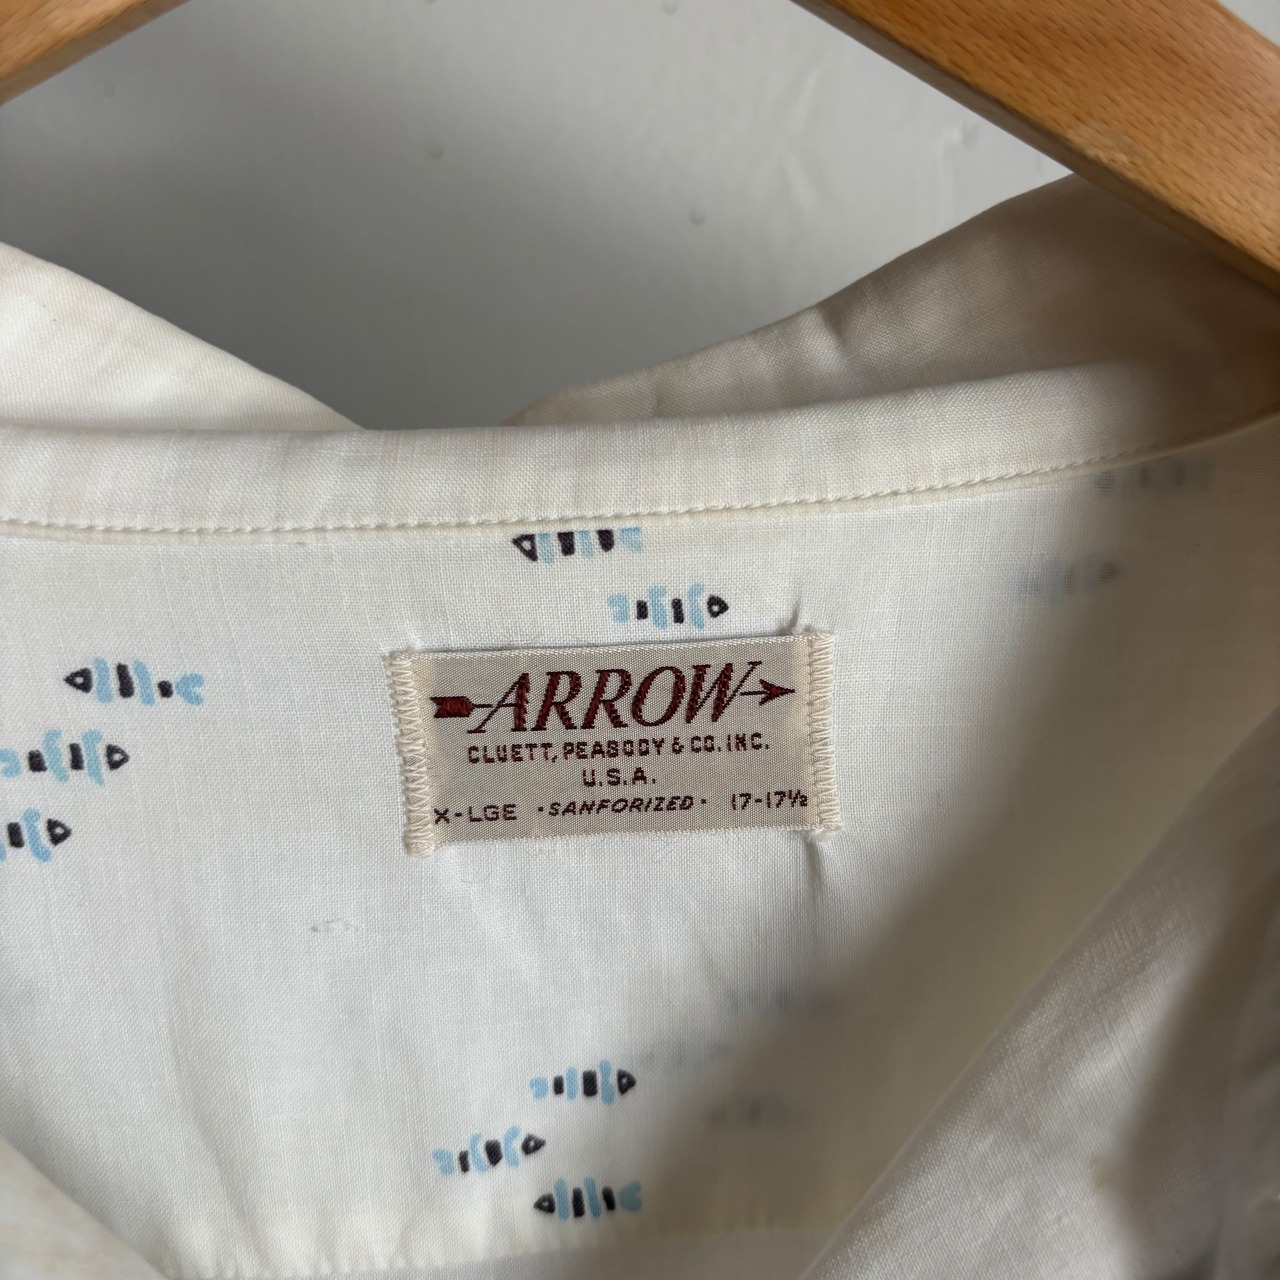 ARROW
CLUETT, PEABODY & CO. INC.
U.S.A.
X-LGE ·SANFORIZED· 17-17½